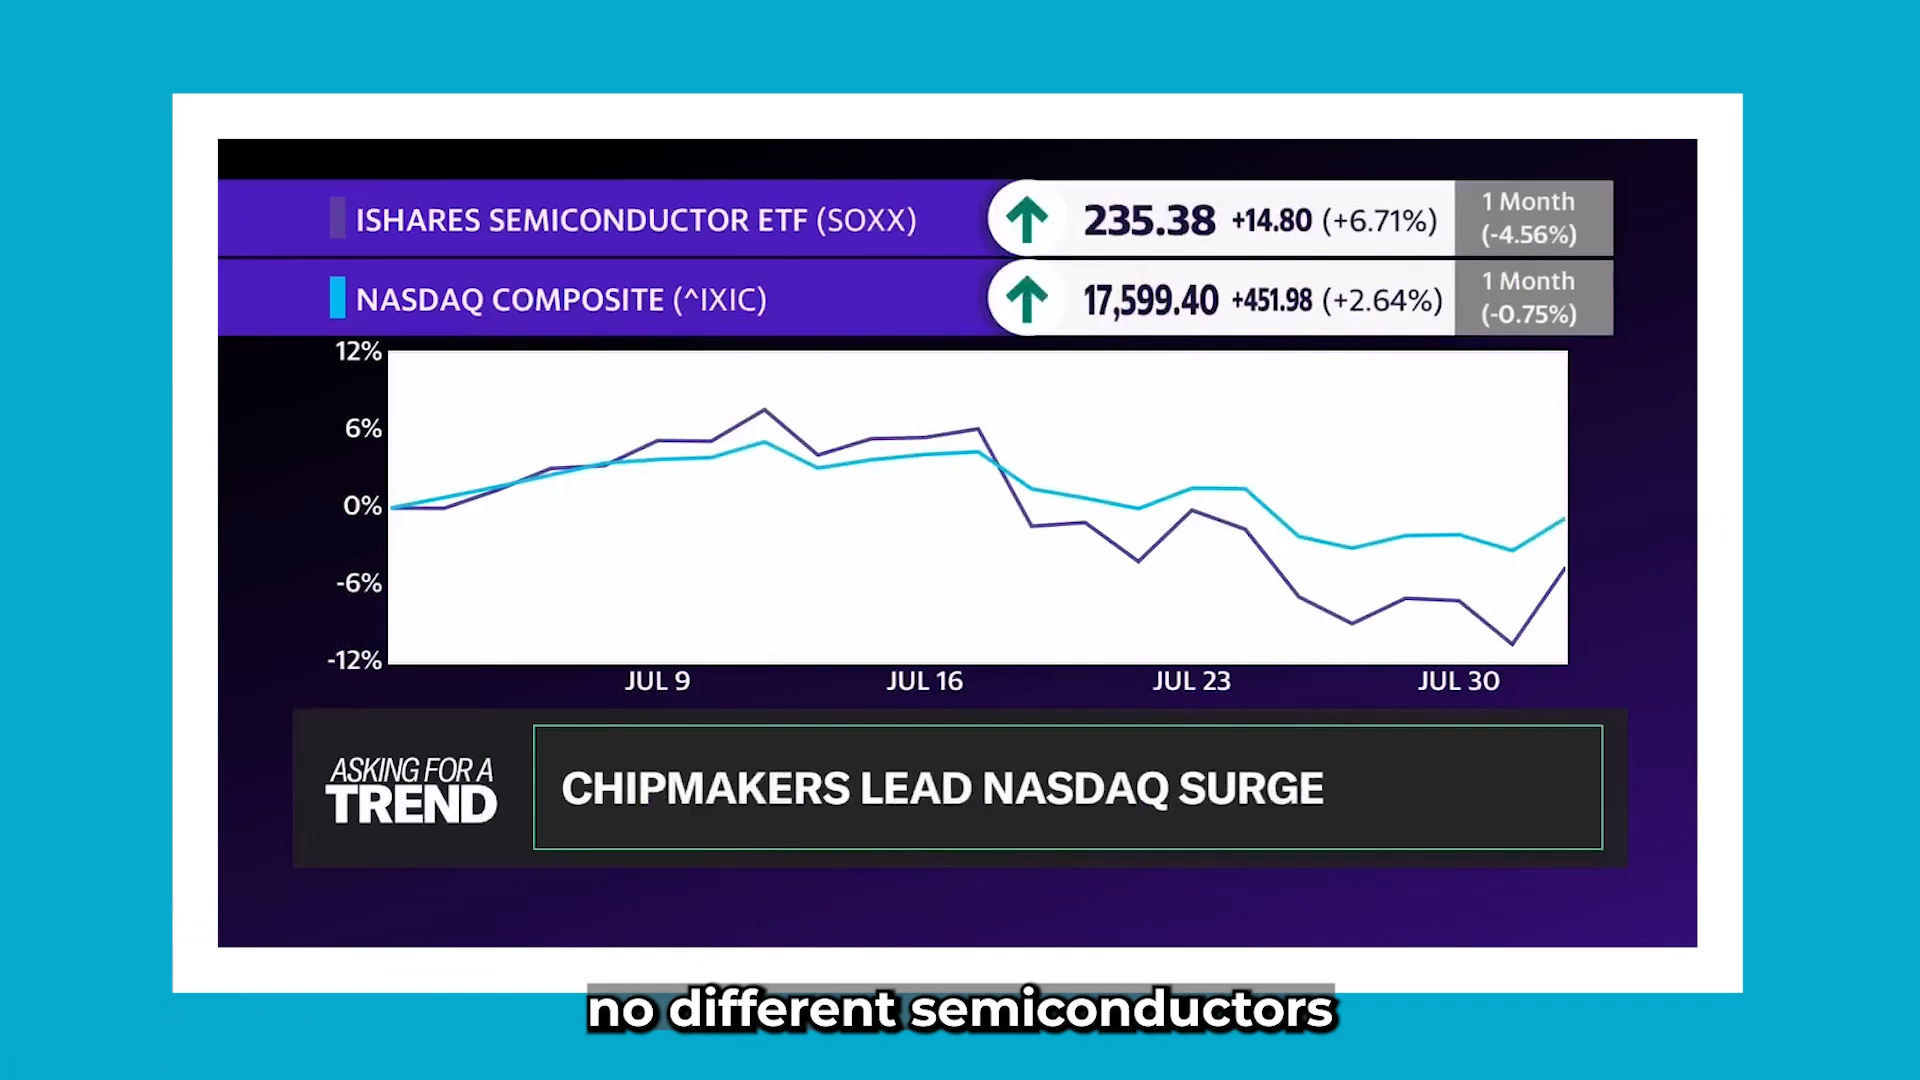 ISHARES SEMICONDUCTOR ETF (SOXX)
235.38 +14.80 (+6.71%)
1 Month
(-4.56%)
NASDAQ COMPOSITE (^IXIC)
17,599.40 +451.98 (+2.64%)
1 Month
(-0.75%)
12%
6%
0%
-6%
-12%
JUL 9
JUL 16
JUL 23
JUL 30
ASKING FOR A
TREND
CHIPMAKERS LEAD NASDAQ SURGE
no different semiconductors